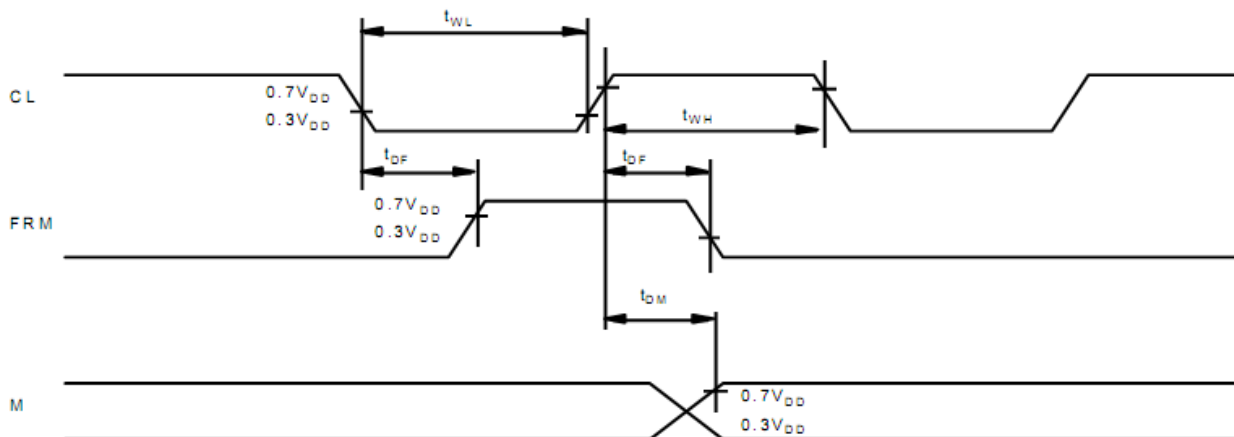 tWL
CL
0.7VDD
0.3VDD
tWH
tDF
tDF
FRM
0.7VDD
0.3VDD
tDM
M
0.7VDD
0.3VDD